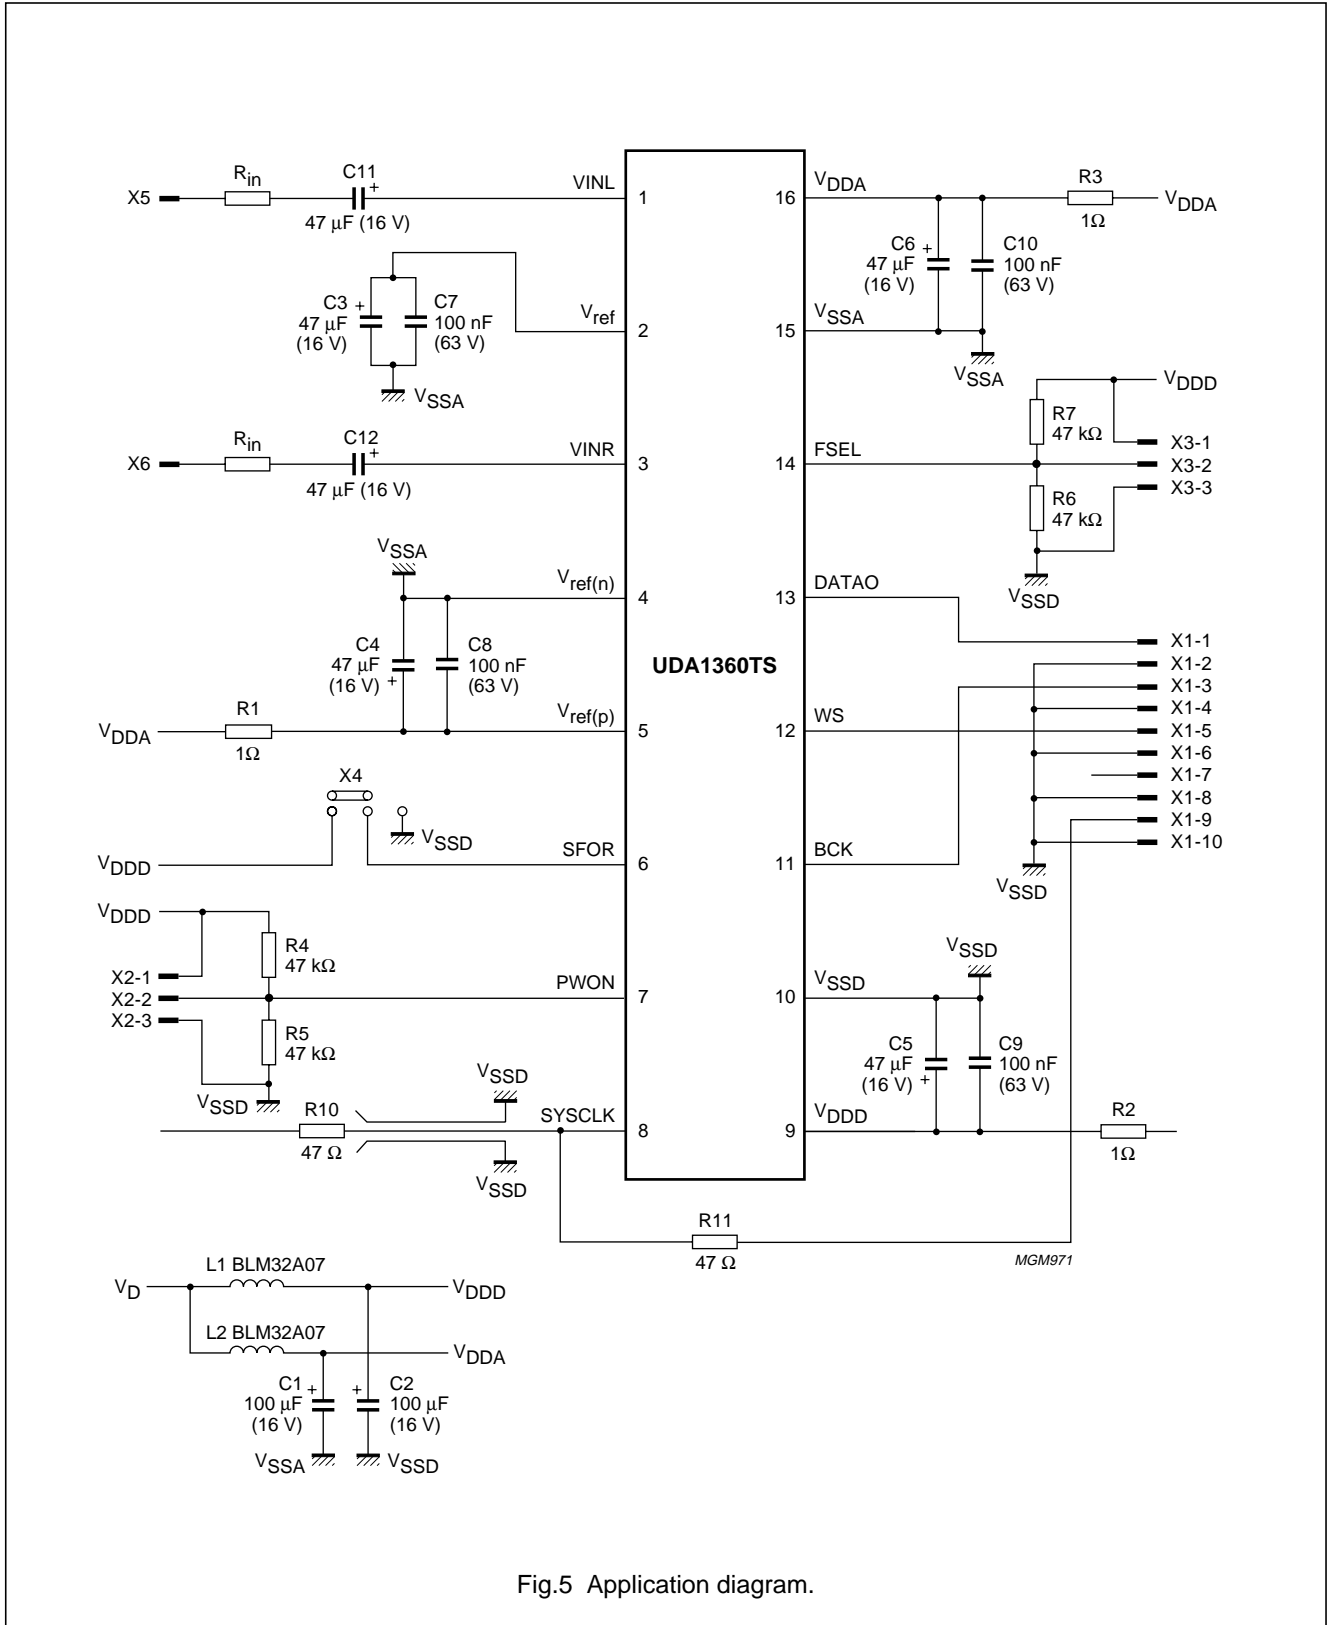 X5
Rin
C11
+
47 µF (16 V)
VINL
1
C3
+
47 µF
(16 V)
C7
100 nF
(63 V)
Vref
2
VSSA
X6
Rin
C12
+
47 µF (16 V)
VINR
3
VSSA
Vref(n)
4
C4
47 µF
(16 V)
+
C8
100 nF
(63 V)
VDDA
R1
1Ω
Vref(p)
5
X4
VSSD
VDDD
SFOR
6
VDDD
R4
47 kΩ
X2-1
X2-2
X2-3
PWON
7
R5
47 kΩ
VSSD
R10
47 Ω
VSSD
VSSD
SYSCLK
8
UDA1360TS
16
VDDA
R3
1Ω
VDDA
C6
+
47 µF
(16 V)
C10
100 nF
(63 V)
15
VSSA
VSSA
VDDD
R7
47 kΩ
14
FSEL
X3-1
X3-2
X3-3
R6
47 kΩ
VSSD
13
DATAO
X1-1
X1-2
X1-3
X1-4
12
WS
X1-5
X1-6
X1-7
X1-8
X1-9
X1-10
11
BCK
VSSD
VSSD
10
VSSD
C5
47 µF
(16 V)
+
C9
100 nF
(63 V)
9
VDDD
R2
1Ω
R11
47 Ω
MGM971
VD
L1 BLM32A07
VDDD
L2 BLM32A07
VDDA
C1
+
100 µF
(16 V)
+
C2
100 µF
(16 V)
VSSA
VSSD
Fig.5 Application diagram.